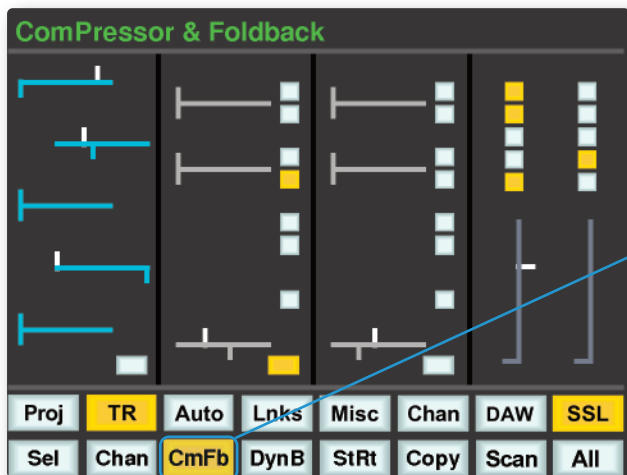 ComPressor & Foldback
Proj TR Auto Lnks Misc Chan DAW SSL
Sel Chan CmFb DynB StRt Copy Scan All